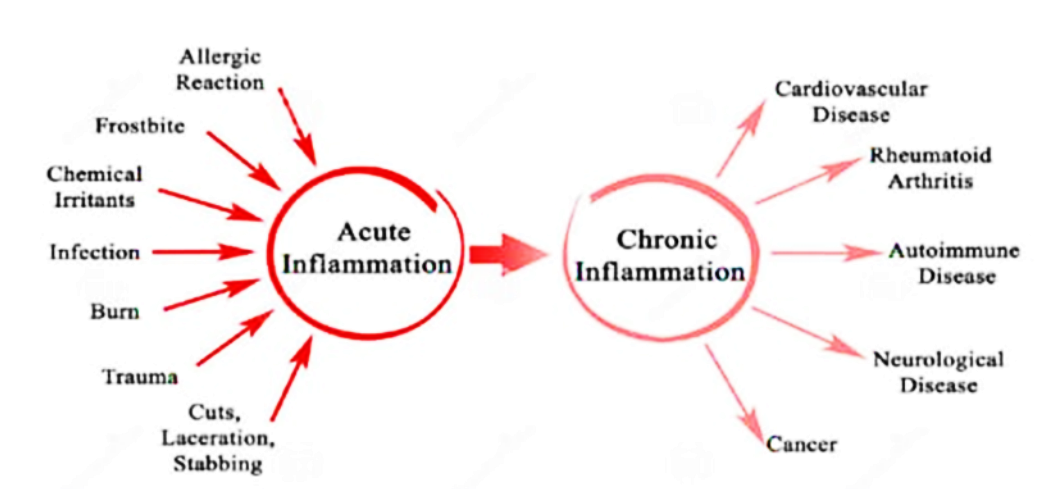 Allergic
Reaction
Frostbite
Chemical
Irritants
Infection
Burn
Trauma
Cuts,
Laceration,
Stabbing
Acute
Inflammation
Chronic
Inflammation
Cardiovascular
Disease
Rheumatoid
Arthritis
Autoimmune
Disease
Neurological
Disease
Cancer